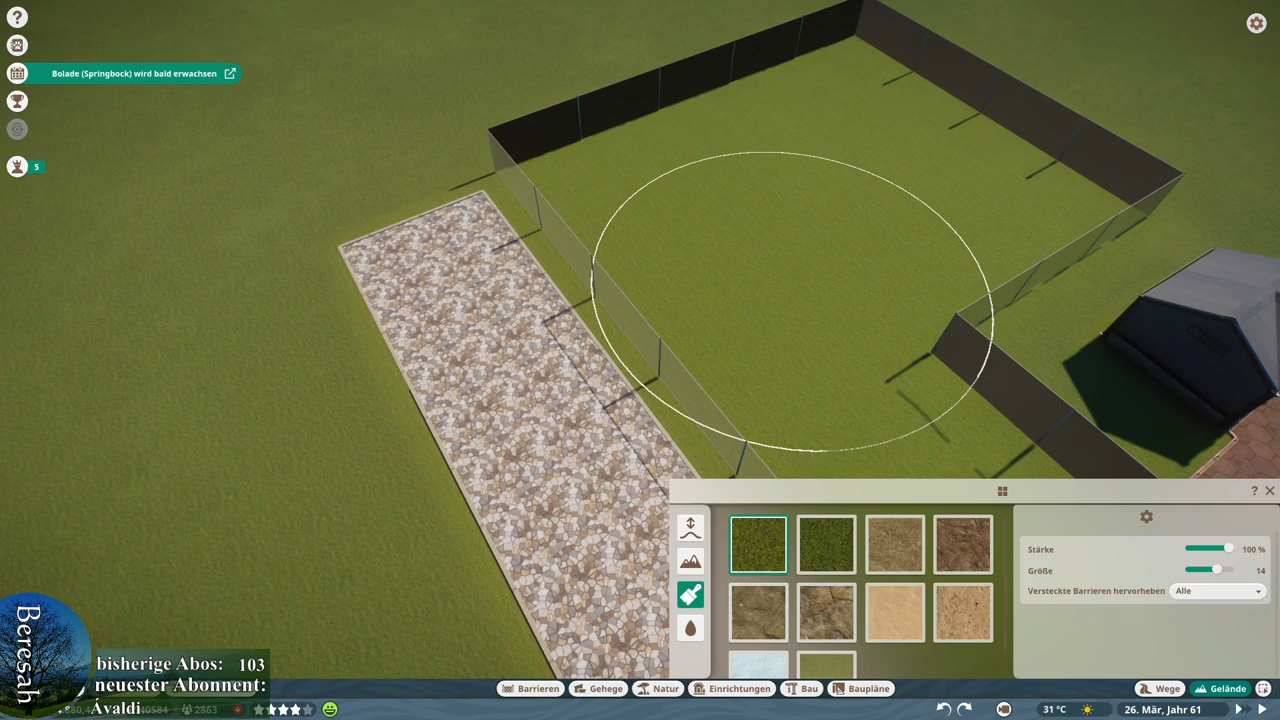 ?
Bolade (Springbock) wird bald erwachsen
5
?
Stärke 100 %
Größe 14
Versteckte Barrieren hervorheben Alle
Beresah
bisherige Abos: 103
neuester Abonnent:
Avaldi
2863
Barrieren Gehege Natur Einrichtungen Bau Baupläne
Wege Gelände
31 °C 26. Mär, Jahr 61